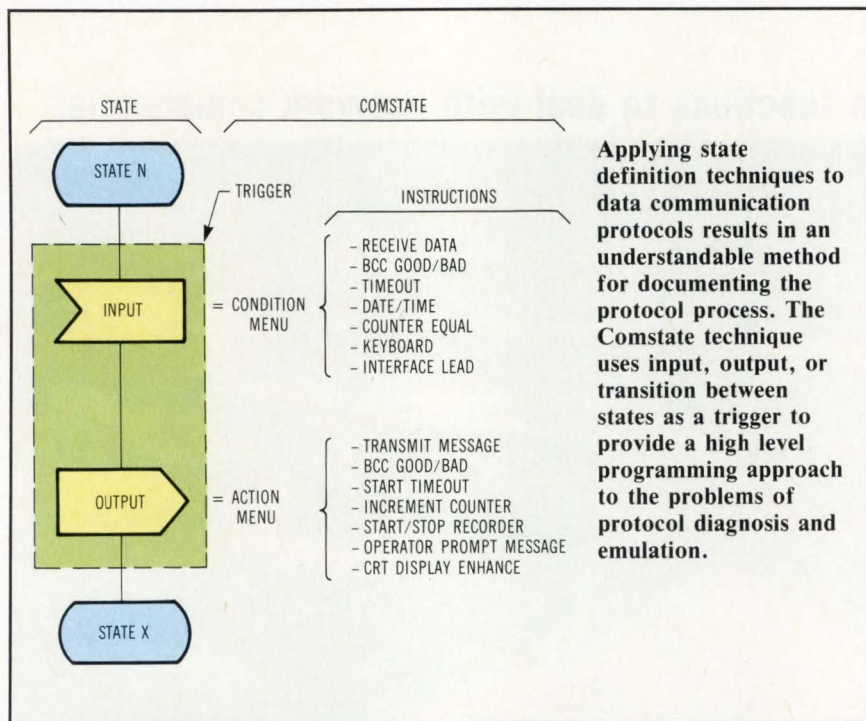 STATE
COMSTATE
STATE N
TRIGGER
INSTRUCTIONS
INPUT
= CONDITION
MENU
– RECEIVE DATA
– BCC GOOD/BAD
– TIMEOUT
– DATE/TIME
– COUNTER EQUAL
– KEYBOARD
– INTERFACE LEAD
OUTPUT
= ACTION
MENU
– TRANSMIT MESSAGE
– BCC GOOD/BAD
– START TIMEOUT
– INCREMENT COUNTER
– START/STOP RECORDER
– OPERATOR PROMPT MESSAGE
– CRT DISPLAY ENHANCE
STATE X
Applying state
definition techniques to
data communication
protocols results in an
understandable method
for documenting the
protocol process. The
Comstate technique
uses input, output, or
transition between
states as a trigger to
provide a high level
programming approach
to the problems of
protocol diagnosis and
emulation.